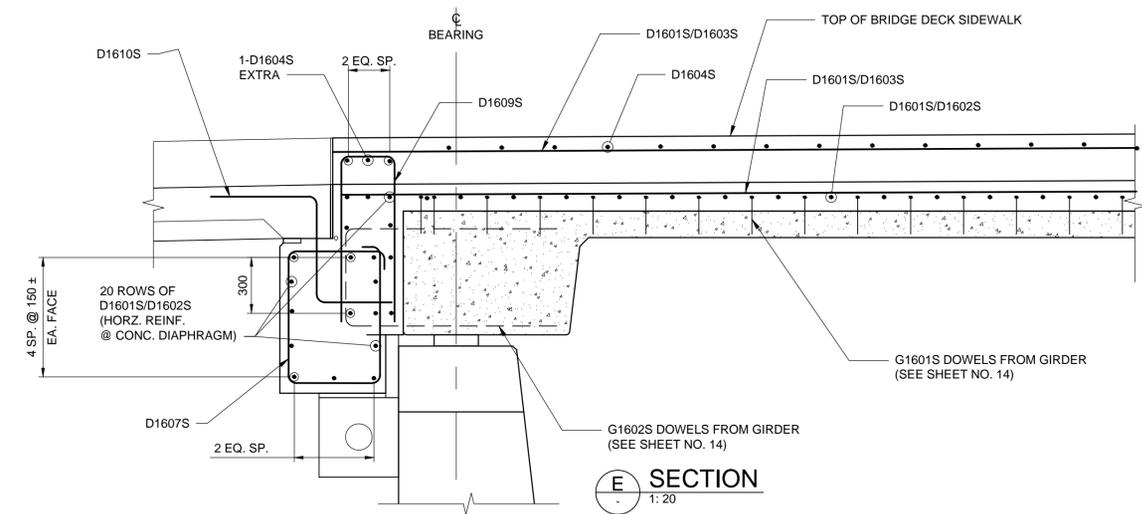 ℄
BEARING
TOP OF BRIDGE DECK SIDEWALK
D1601S/D1603S
D1610S
1-D1604S
EXTRA
2 EQ. SP.
D1604S
D1601S/D1603S
D1609S
D1601S/D1602S
4 SP. @ 150 ±
EA. FACE
300
20 ROWS OF
D1601S/D1602S
(HORZ. REINF.
@ CONC. DIAPHRAGM)
G1601S DOWELS FROM GIRDER
(SEE SHEET NO. 14)
D1607S
2 EQ. SP.
G1602S DOWELS FROM GIRDER
(SEE SHEET NO. 14)
E
-
SECTION
1: 20